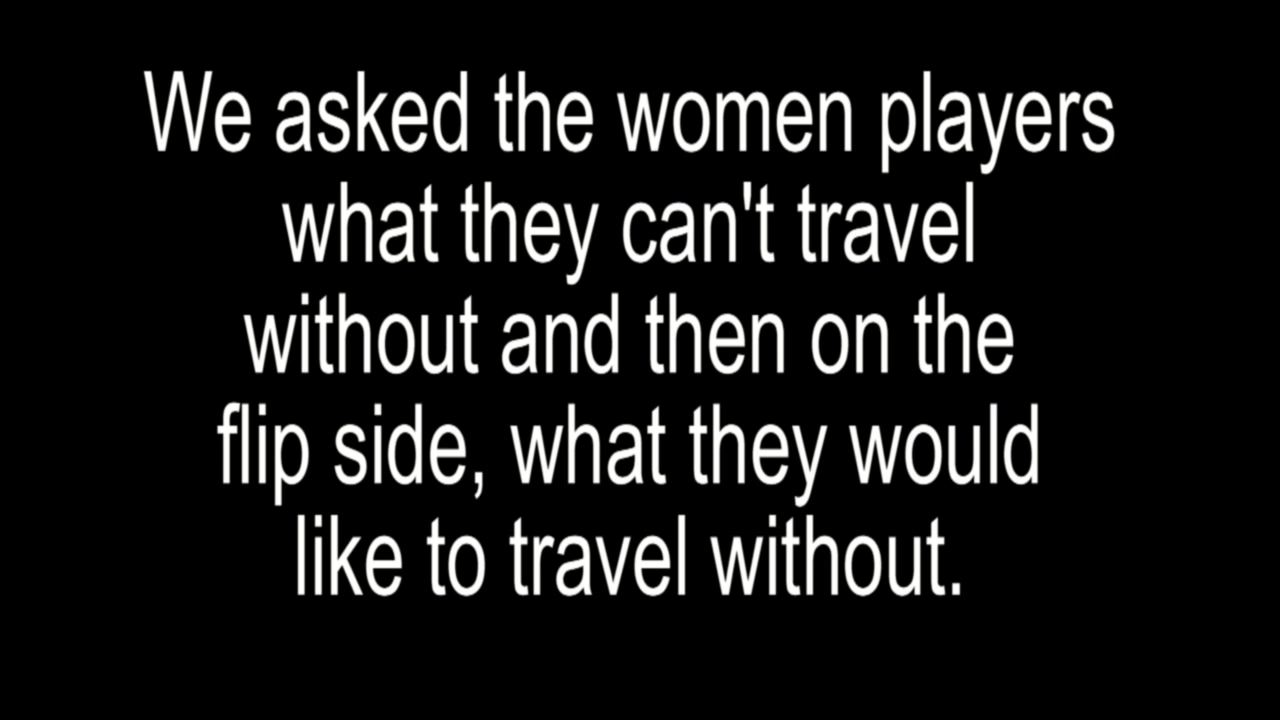 We asked the women players
what they can't travel
without and then on the
flip side, what they would
like to travel without.